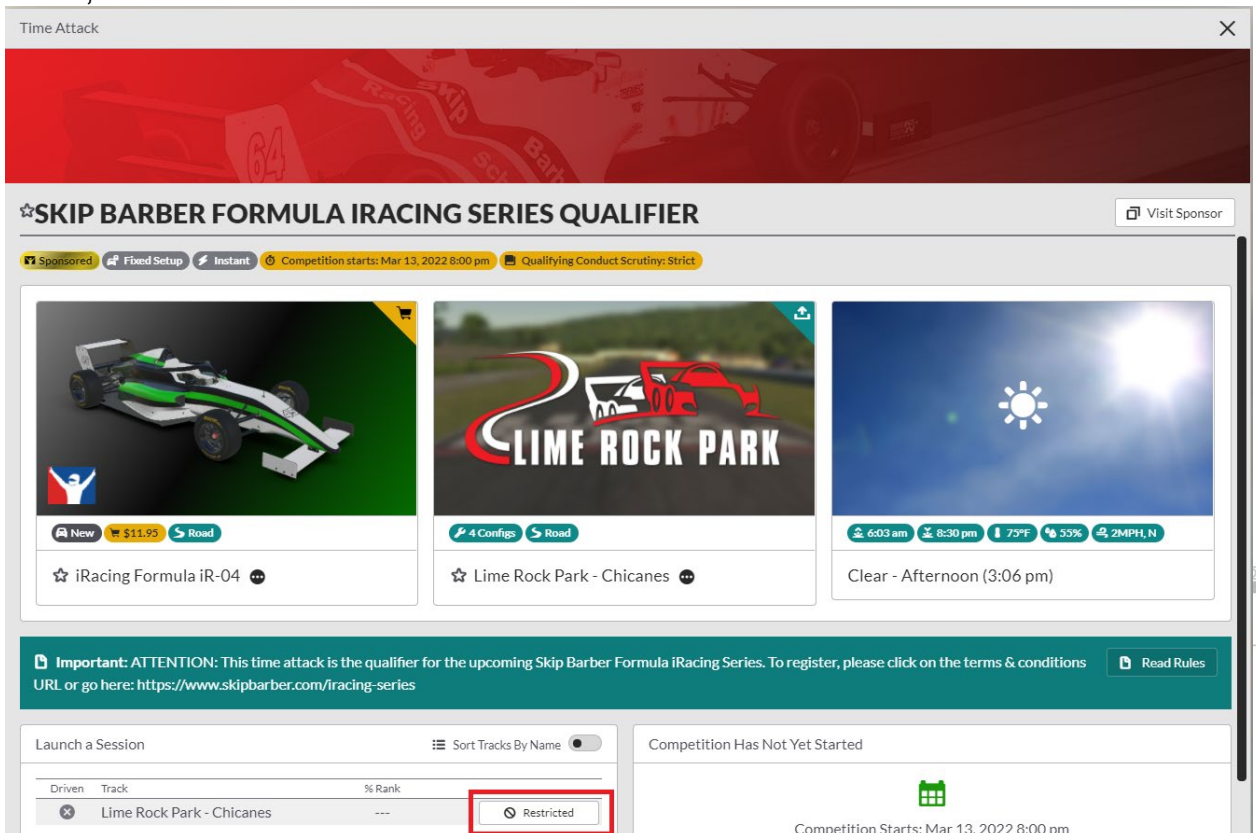 Time Attack
64
Racing
Skip
Barb
Sch
SKIP BARBER FORMULA IRACING SERIES QUALIFIER
Visit Sponsor
Sponsored Fixed Setup Instant Competition starts: Mar 13, 2022 8:00 pm Qualifying Conduct Scrutiny: Strict
LIME ROCK PARK
New $11.95 Road
4 Configs Road
6:03 am 8:30 pm 75°F 55% 2MPH, N
iRacing Formula iR-04
Lime Rock Park - Chicanes
Clear - Afternoon (3:06 pm)
Important: ATTENTION: This time attack is the qualifier for the upcoming Skip Barber Formula iRacing Series. To register, please click on the terms & conditions
URL or go here: https://www.skipbarber.com/iracing-series
Read Rules
Launch a Session
Sort Tracks By Name
Competition Has Not Yet Started
Driven Track % Rank
Lime Rock Park - Chicanes --- Restricted
Competition Starts: Mar 13, 2022 8:00 pm